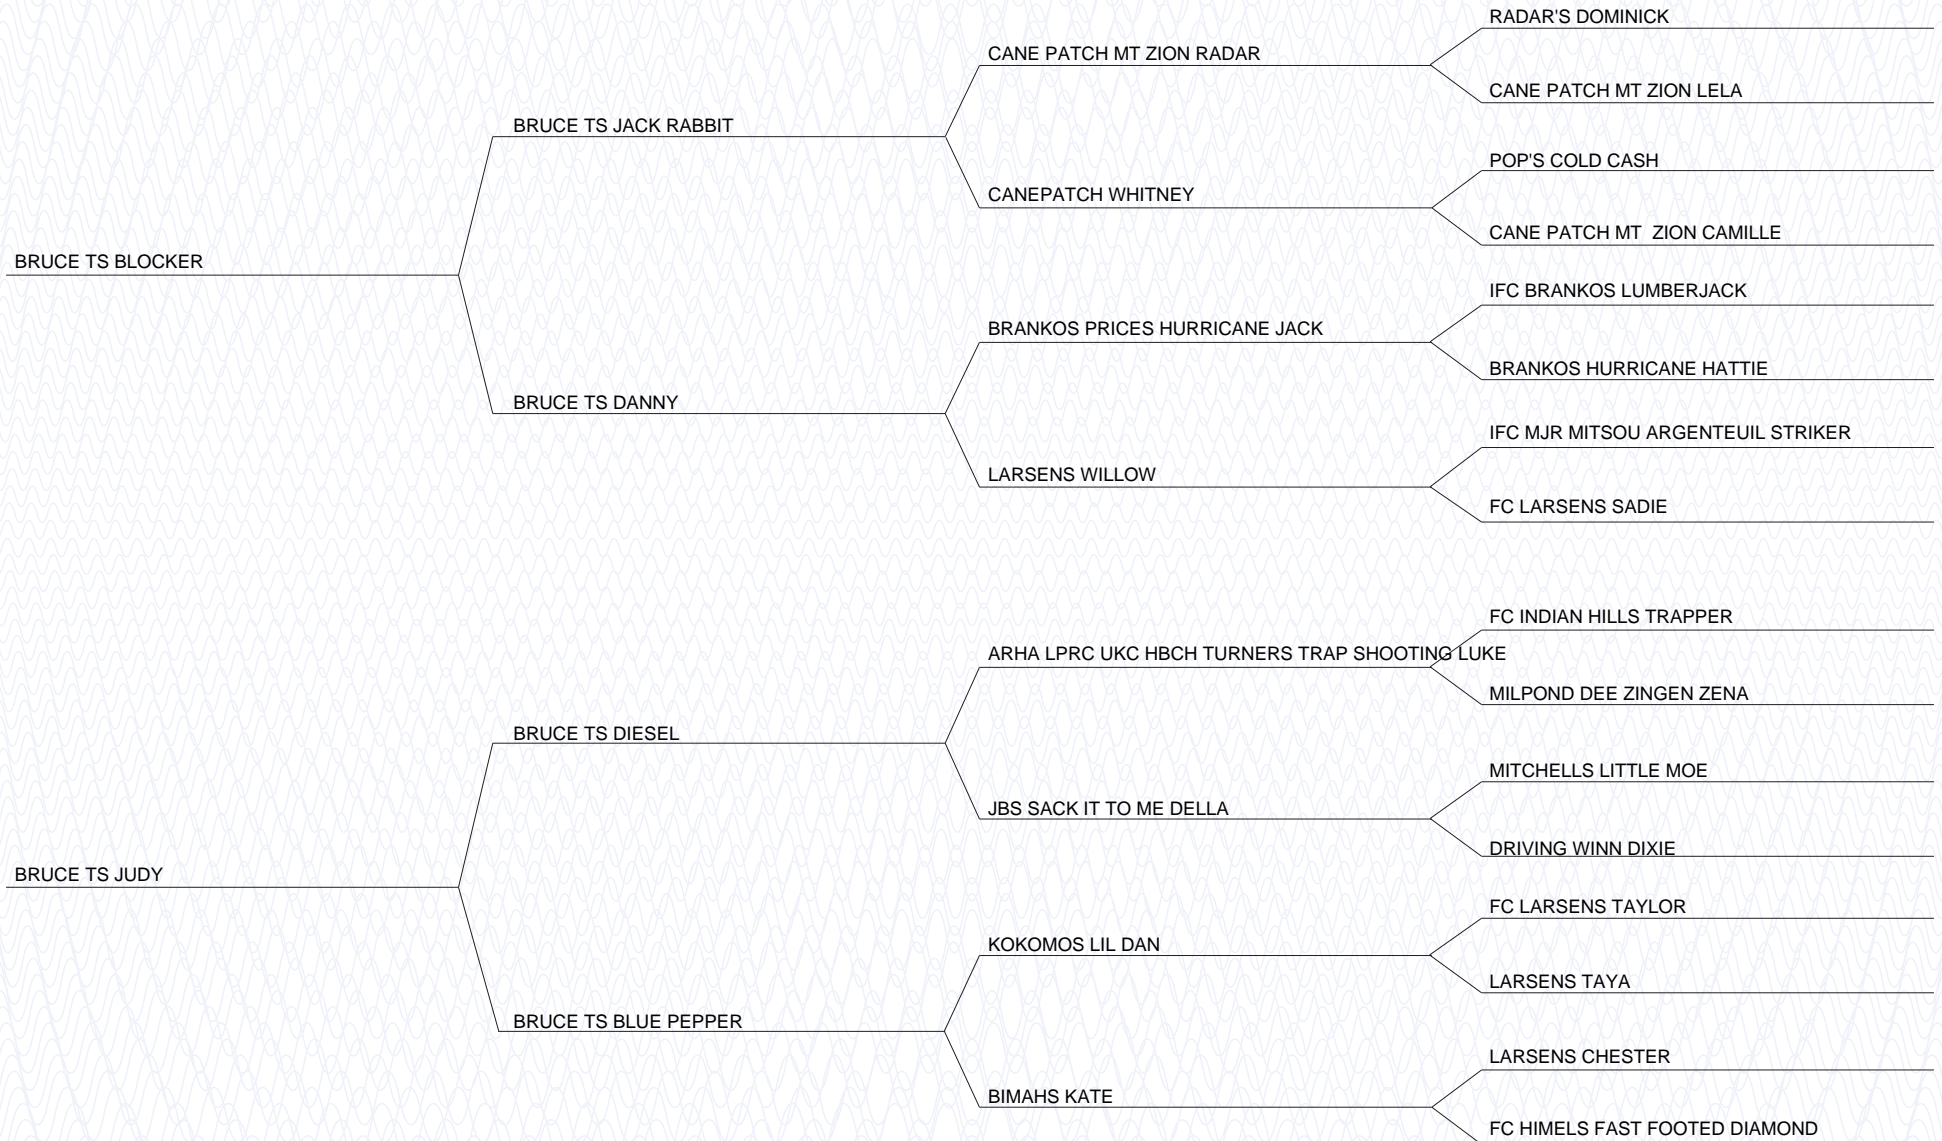 RADAR'S DOMINICK
CANE PATCH MT ZION RADAR
CANE PATCH MT ZION LELA
BRUCE TS JACK RABBIT
POP'S COLD CASH
CANEPATCH WHITNEY
CANE PATCH MT  ZION CAMILLE
BRUCE TS BLOCKER
IFC BRANKOS LUMBERJACK
BRANKOS PRICES HURRICANE JACK
BRANKOS HURRICANE HATTIE
BRUCE TS DANNY
IFC MJR MITSOU ARGENTEUIL STRIKER
LARSENS WILLOW
FC LARSENS SADIE
FC INDIAN HILLS TRAPPER
ARHA LPRC UKC HBCH TURNERS TRAP SHOOTING LUKE
MILPOND DEE ZINGEN ZENA
BRUCE TS DIESEL
MITCHELLS LITTLE MOE
JBS SACK IT TO ME DELLA
DRIVING WINN DIXIE
BRUCE TS JUDY
FC LARSENS TAYLOR
KOKOMOS LIL DAN
LARSENS TAYA
BRUCE TS BLUE PEPPER
LARSENS CHESTER
BIMAHS KATE
FC HIMELS FAST FOOTED DIAMOND